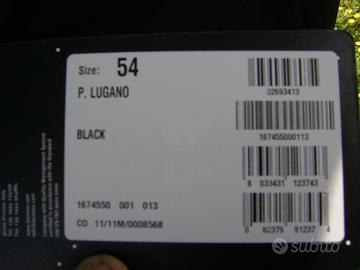 Size: 54
P. LUGANO
BLACK
1674550 001 013
CO 11/11M/0008568
02693413
167455000113
8 033431 123743
0 82379 91237 4
subito